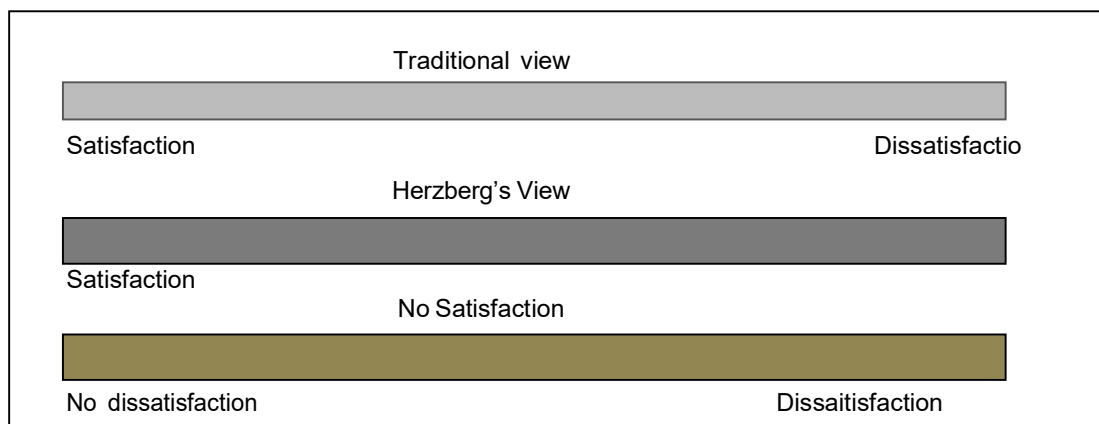 Traditional view
Satisfaction Dissatisfactio
Herzberg’s View
Satisfaction
No Satisfaction
No dissatisfaction Dissaitisfaction